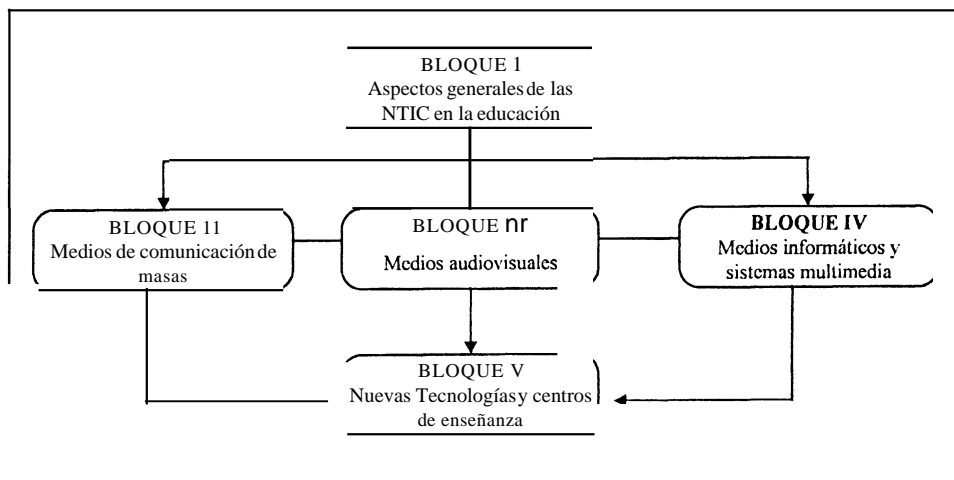 BLOQUE 1
Aspectos generales de las
NTIC en la educación
BLOQUE 11
Medios de comunicación de
masas
BLOQUE nr
Medios audiovisuales
BLOQUE IV
Medios informáticos y
sistemas multimedia
BLOQUE V
Nuevas Tecnologías y centros
de enseñanza